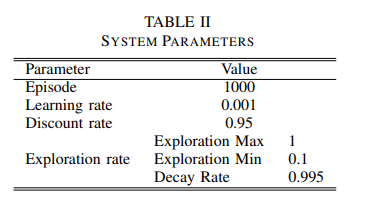 TABLE II
SYSTEM PARAMETERS
Parameter Value
Episode 1000
Learning rate 0.001
Discount rate 0.95
Exploration Max 1
Exploration rate Exploration Min 0.1
Decay Rate 0.995